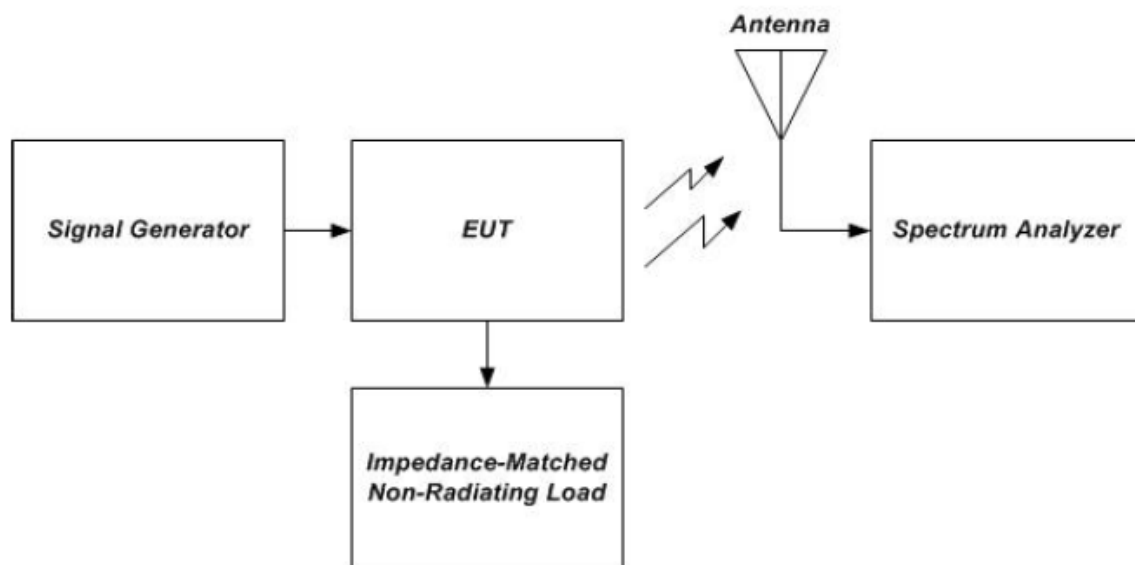 Antenna
Signal Generator
EUT
Spectrum Analyzer
Impedance-Matched
Non-Radiating Load